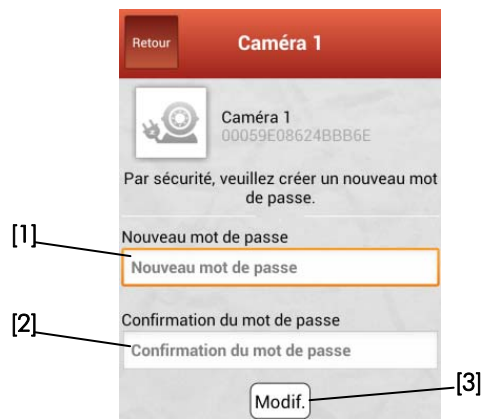 Retour
Caméra 1
Caméra 1
00059E08624BBB6E
Par sécurité, veuillez créer un nouveau mot
de passe.
[1]
Nouveau mot de passe
Nouveau mot de passe
[2]
Confirmation du mot de passe
Confirmation du mot de passe
Modif.
[3]